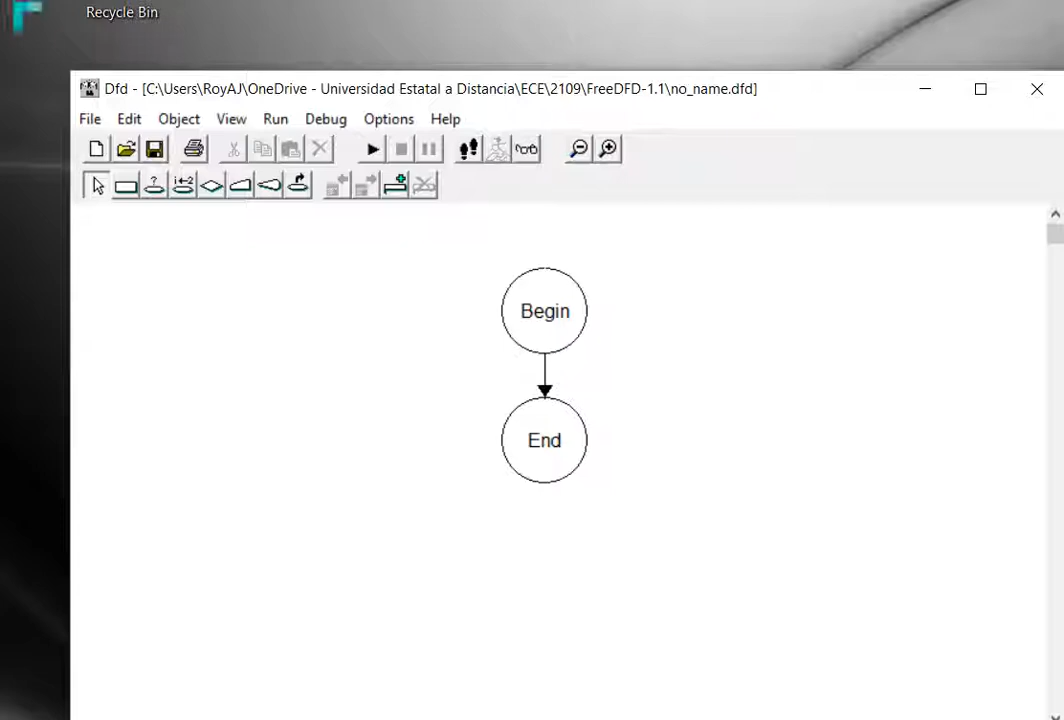 Recycle Bin
Dfd - [C:\Users\RoyAJ\OneDrive - Universidad Estatal a Distancia\ECE\2109\FreeDFD-1.1\no_name.dfd]
File Edit Object View Run Debug Options Help
Begin
End